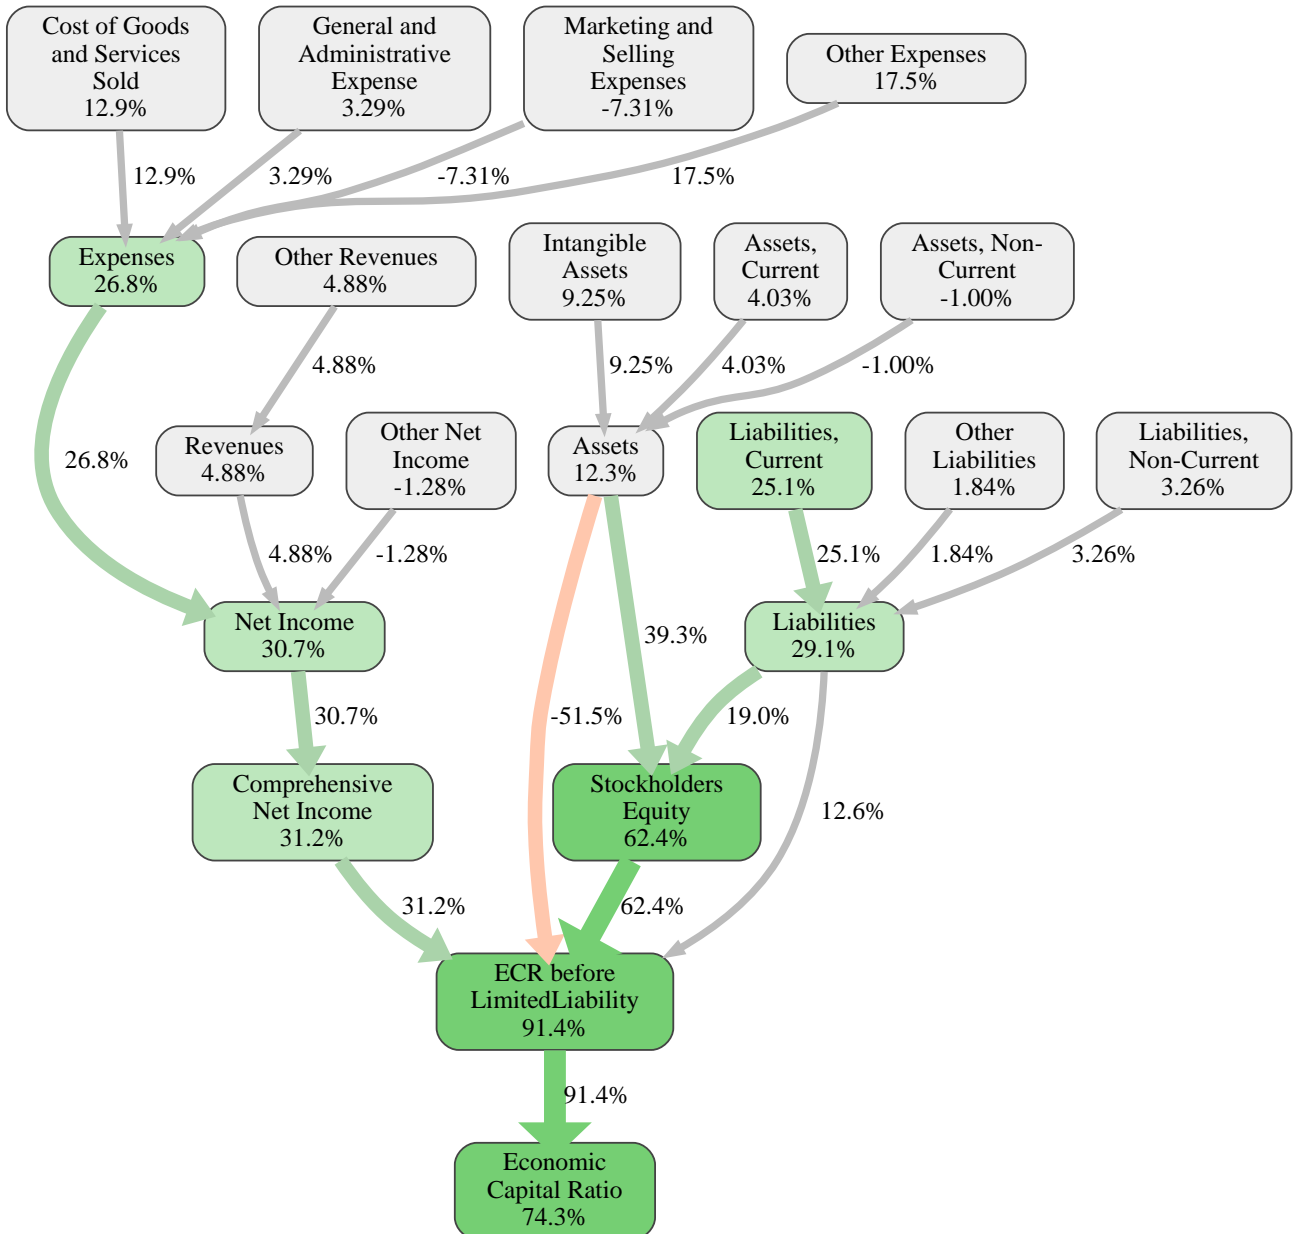 Cost of Goods
and Services
Sold
12.9%
General and
Administrative
Expense
3.29%
Marketing and
Selling
Expenses
-7.31%
Other Expenses
17.5%
12.9%
3.29%
-7.31%
17.5%
Expenses
26.8%
Other Revenues
4.88%
Intangible
Assets
9.25%
Assets,
Current
4.03%
Assets, Non-
Current
-1.00%
4.88%
9.25%
4.03%
-1.00%
26.8%
Revenues
4.88%
Other Net
Income
-1.28%
Assets
12.3%
Liabilities,
Current
25.1%
Other
Liabilities
1.84%
Liabilities,
Non-Current
3.26%
4.88%
-1.28%
25.1%
1.84%
3.26%
Net Income
30.7%
39.3%
Liabilities
29.1%
30.7%
-51.5%
19.0%
Comprehensive
Net Income
31.2%
Stockholders
Equity
62.4%
12.6%
31.2%
62.4%
ECR before
LimitedLiability
91.4%
91.4%
Economic
Capital Ratio
74.3%